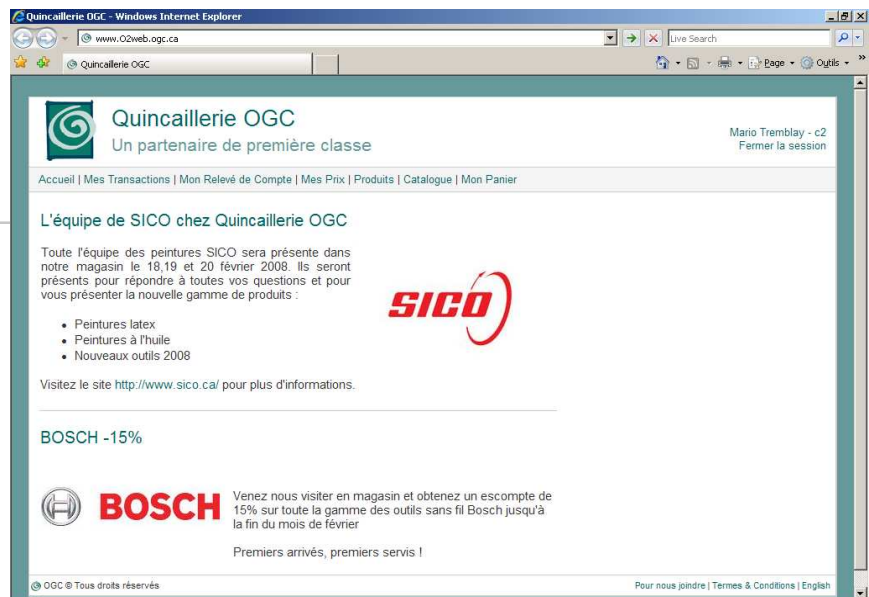 Quincaillerie OGC - Windows Internet Explorer
www.O2web.ogc.ca
Live Search
Quincaillerie OGC
Page
Outils
Quincaillerie OGC
Un partenaire de première classe
Mario Tremblay - c2
Fermer la session
Accueil | Mes Transactions | Mon Relevé de Compte | Mes Prix | Produits | Catalogue | Mon Panier
L'équipe de SICO chez Quincaillerie OGC
Toute l'équipe des peintures SICO sera présente dans
notre magasin le 18,19 et 20 février 2008. Ils seront
présents pour répondre à toutes vos questions et pour
vous présenter la nouvelle gamme de produits :
• Peintures latex
• Peintures à l'huile
• Nouveaux outils 2008
SICO
Visitez le site http://www.sico.ca/ pour plus d'informations.
BOSCH -15%
BOSCH
Venez nous visiter en magasin et obtenez un escompte de
15% sur toute la gamme des outils sans fil Bosch jusqu'à
la fin du mois de février
Premiers arrivés, premiers servis !
OGC © Tous droits réservés
Pour nous joindre | Termes & Conditions | English